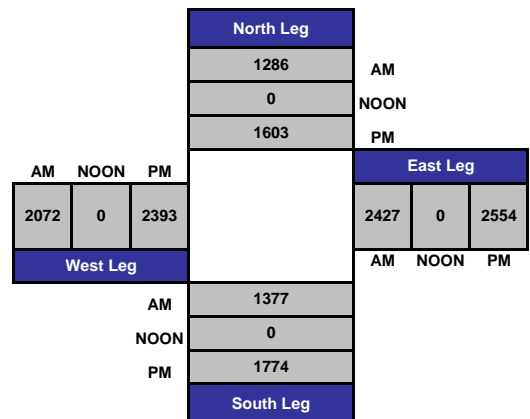 North Leg
1286 AM
0 NOON
1603 PM
AM NOON PM
East Leg
2072 0 2393
2427 0 2554
West Leg
AM NOON PM
AM 1377
NOON 0
PM 1774
South Leg